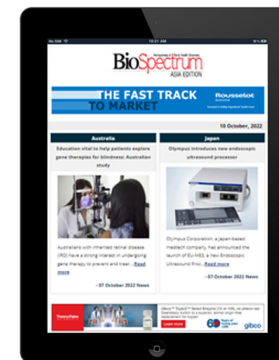 10:21 AM
BioSpectrum
ASIA EDITION
THE FAST TRACK
TO MARKET
Rousselot
10 October, 2022
Australia
Education vital to help patients explore
gene therapies for blindness: Australian
study
Australians with inherited retinal disease
(IRD) have a strong interest in undergoing
gene therapy to prevent and treat ..Read
more
- 07 October 2022 News
Japan
Olympus introduces new endoscopic
ultrasound processor
Olympus Corporation, a Japan-based
medtech company, has announced the
launch of EU-ME3, a new Endoscopic
Ultrasound Proc...Read more
- 07 October 2022 News
ThermoFisher
Learn more
60
gibco